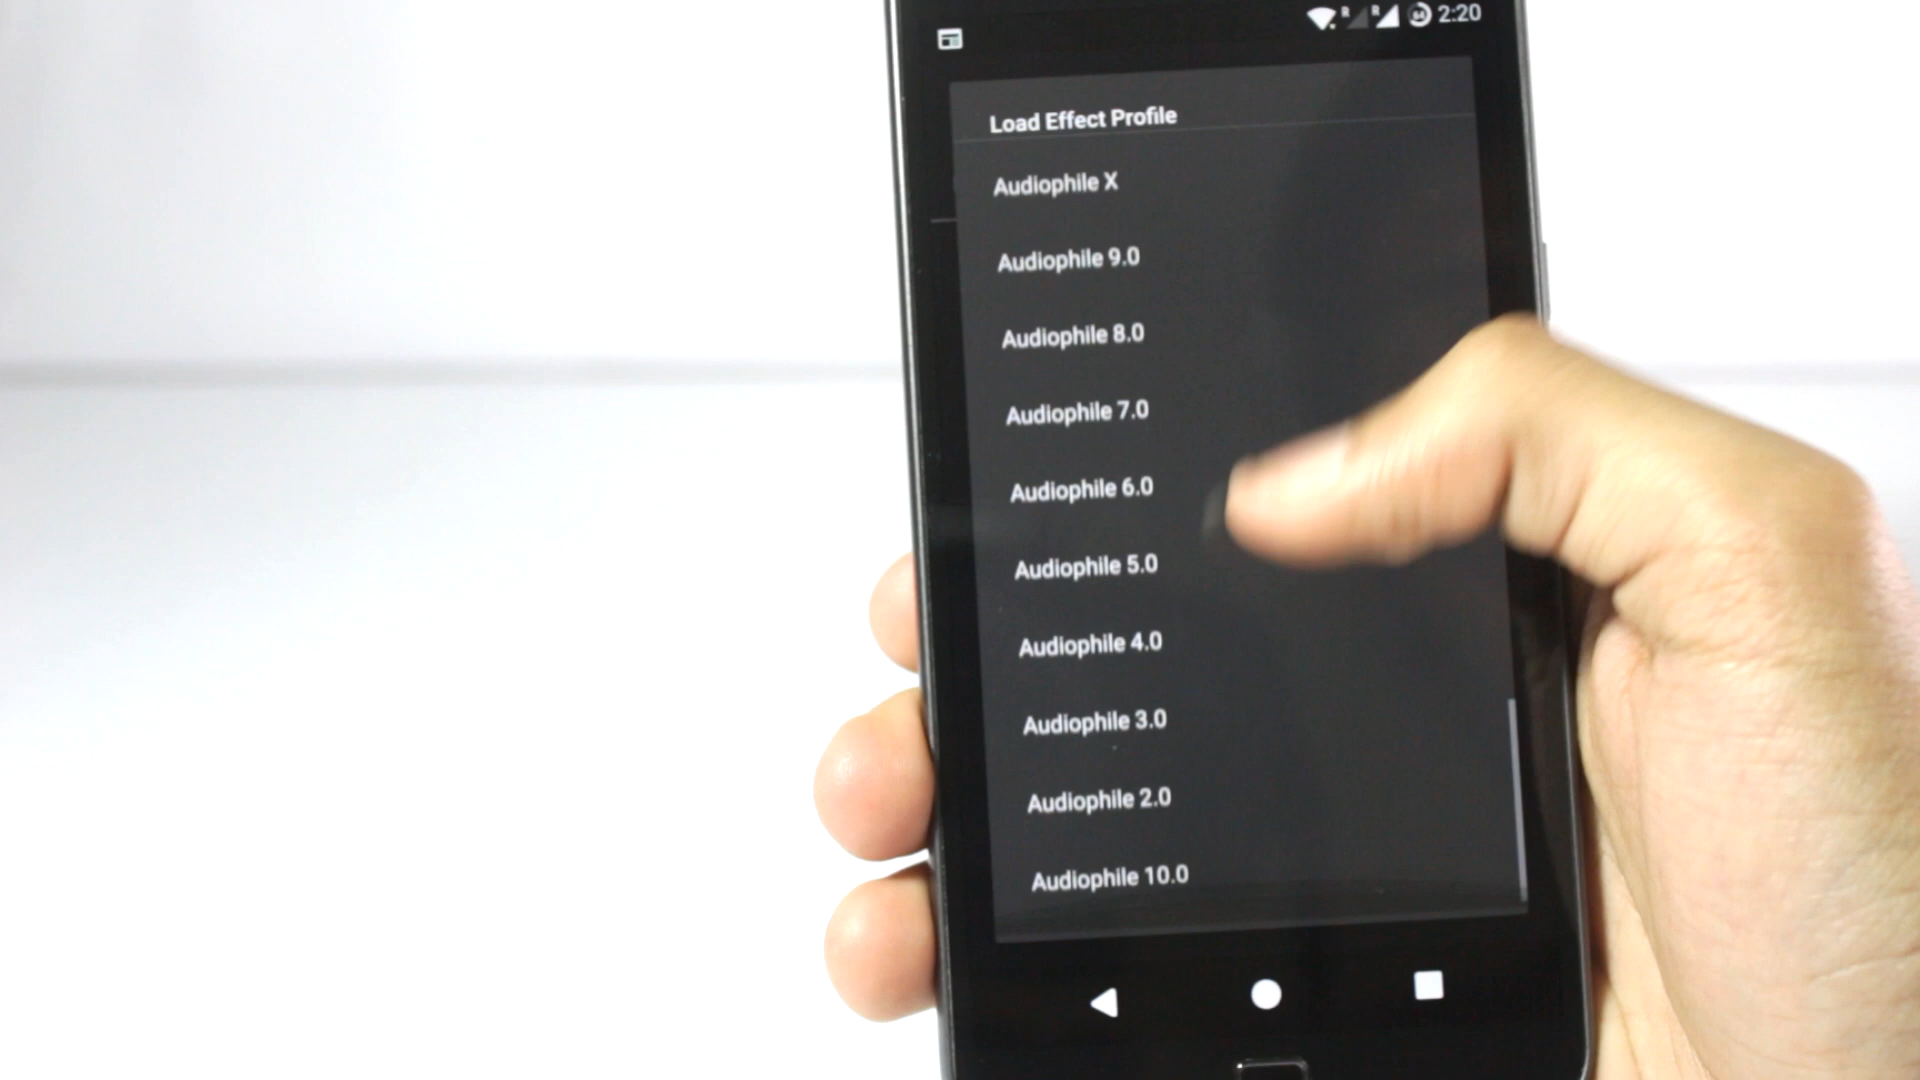 R R 64 2:20
Load Effect Profile
Audiophile X
Audiophile 9.0
Audiophile 8.0
Audiophile 7.0
Audiophile 6.0
Audiophile 5.0
Audiophile 4.0
Audiophile 3.0
Audiophile 2.0
Audiophile 10.0